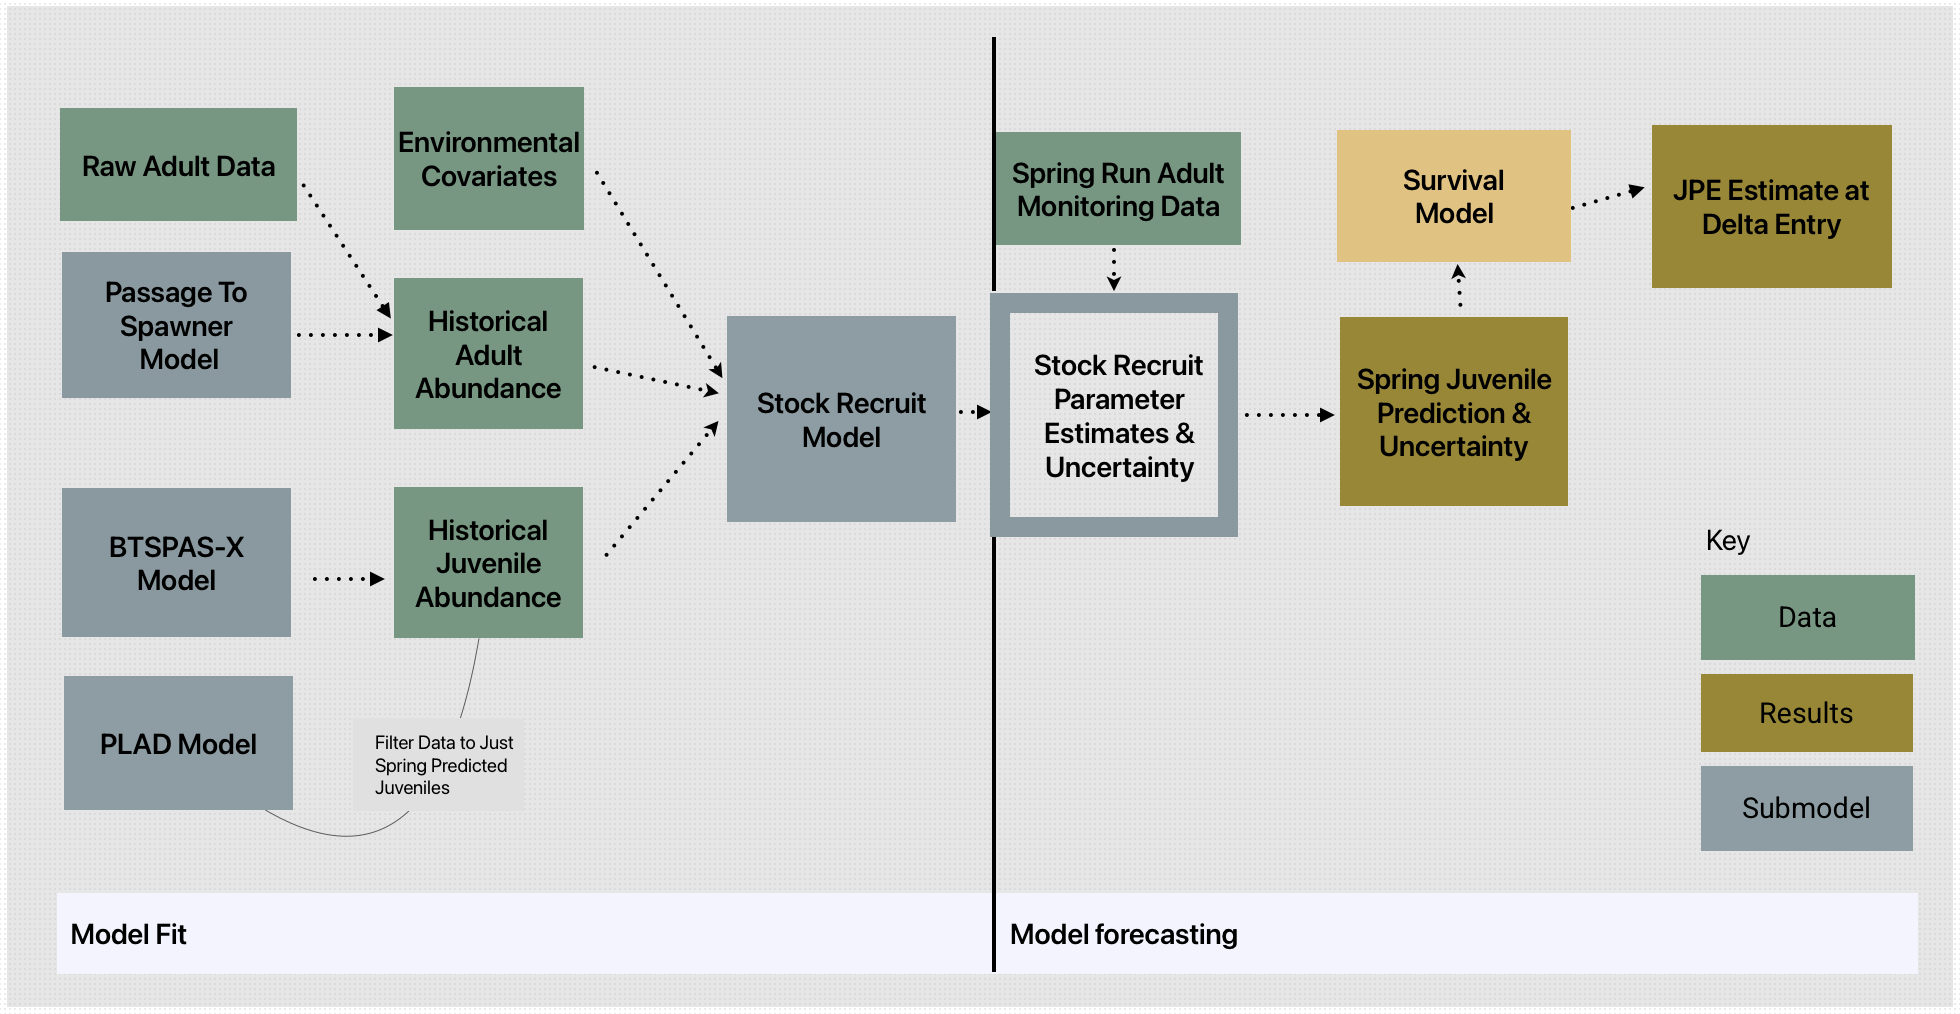 Raw Adult Data
Environmental
Covariates
Passage To
Spawner
Model
Historical
Adult
Abundance
BTSPAS-X
Model
Historical
Juvenile
Abundance
PLAD Model
Filter Data to Just
Spring Predicted
Juveniles
Stock Recruit
Model
Spring Run Adult
Monitoring Data
Stock Recruit
Parameter
Estimates &
Uncertainty
Survival
Model
JPE Estimate at
Delta Entry
Spring Juvenile
Prediction &
Uncertainty
Key
Data
Results
Submodel
Model Fit
Model forecasting